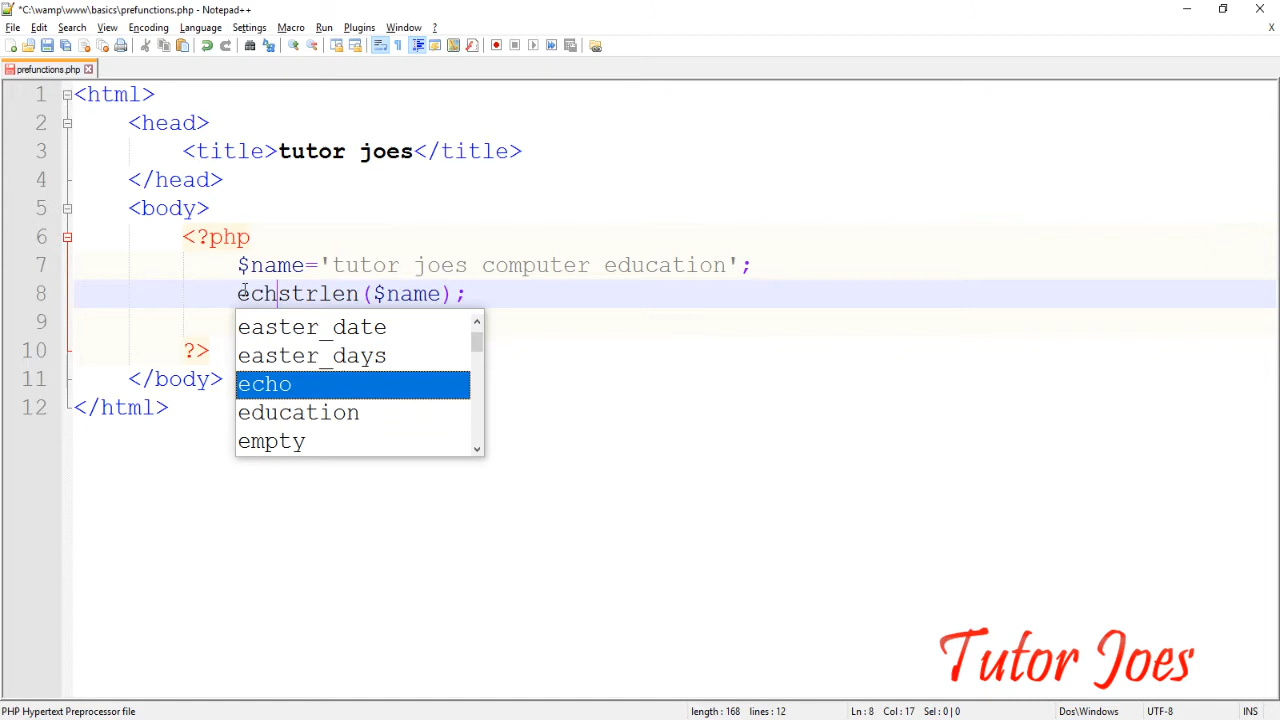 *C:\wamp\www\basics\prefunctions.php - Notepad++
File Edit Search View Encoding Language Settings Macro Run Plugins Window ? X
prefunctions.php
1 <html>
2 <head>
3 <title>tutor joes</title>
4 </head>
5 <body>
6 <?php
7 $name='tutor joes computer education';
8 echstrlen($name);
9
10 ?>
11 </body>
12 </html>
easter_date
easter_days
echo
education
empty
Tutor Joes
PHP Hypertext Preprocessor file length : 168 lines : 12 Ln : 8 Col : 17 Sel : 0 | 0 Dos\Windows UTF-8 INS